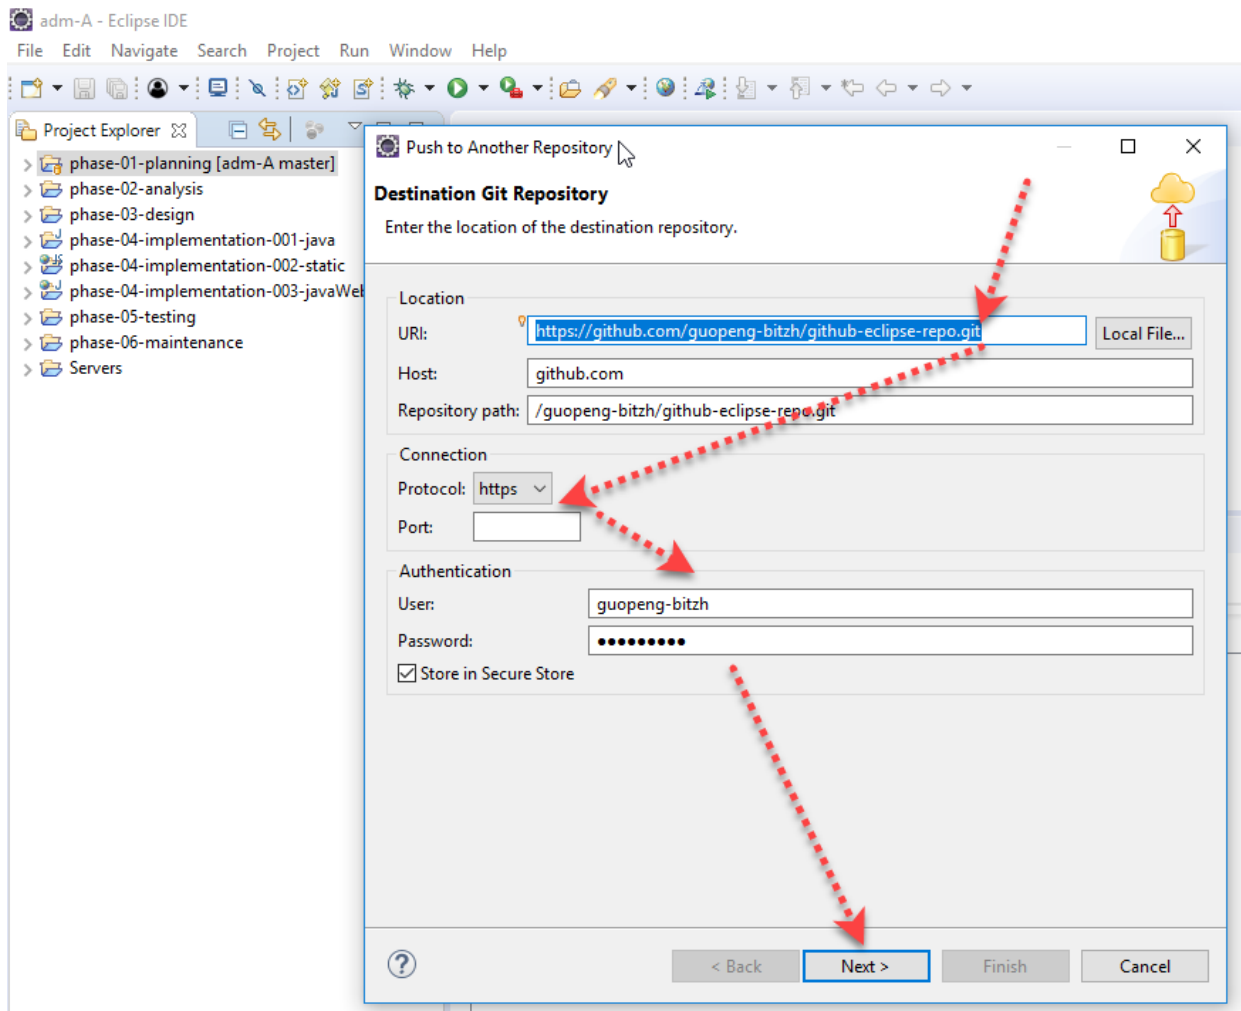 adm-A - Eclipse IDE
File Edit Navigate Search Project Run Window Help
Project Explorer
phase-01-planning [adm-A master]
phase-02-analysis
phase-03-design
phase-04-implementation-001-java
phase-04-implementation-002-static
phase-04-implementation-003-javaWeb
phase-05-testing
phase-06-maintenance
Servers
Push to Another Repository
Destination Git Repository
Enter the location of the destination repository.
Location
URI: https://github.com/guopeng-bitzh/github-eclipse-repo.git Local File...
Host: github.com
Repository path: /guopeng-bitzh/github-eclipse-repo.git
Connection
Protocol: https
Port:
Authentication
User: guopeng-bitzh
Password: ●●●●●●●●●
Store in Secure Store
? < Back Next > Finish Cancel